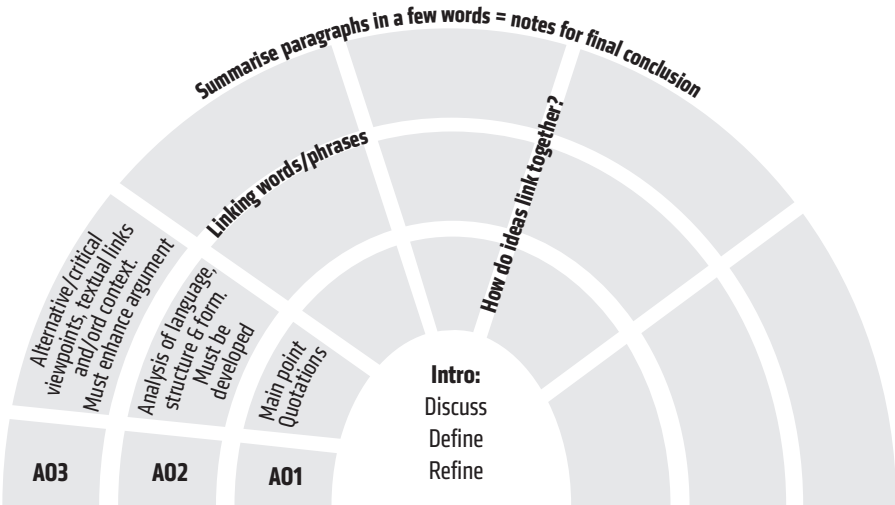 Summarise paragraphs in a few words = notes for final conclusion
Linking words/phrases
How do ideas link together?
Alternative/critical
viewpoints, textual links
and/ord context.
Must enhance argument
Analysis of language,
structure & form.
Must be
developed
Main point
Quotations
Intro:
Discuss
Define
Refine
AO3
AO2
AO1